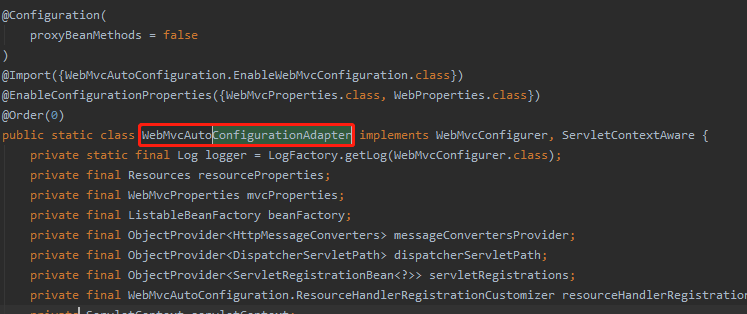 @Configuration(
proxyBeanMethods = false
)
@Import({WebMvcAutoConfiguration.EnableWebMvcConfiguration.class})
@EnableConfigurationProperties({WebMvcProperties.class, WebProperties.class})
@Order(0)
public static class WebMvcAutoConfigurationAdapter implements WebMvcConfigurer, ServletContextAware {
private static final Log logger = LogFactory.getLog(WebMvcConfigurer.class);
private final Resources resourceProperties;
private final WebMvcProperties mvcProperties;
private final ListableBeanFactory beanFactory;
private final ObjectProvider<HttpMessageConverters> messageConvertersProvider;
private final ObjectProvider<DispatcherServletPath> dispatcherServletPath;
private final ObjectProvider<ServletRegistrationBean<?>> servletRegistrations;
private final WebMvcAutoConfiguration.ResourceHandlerRegistrationCustomizer resourceHandlerRegistration
private ServletContext servletContext;